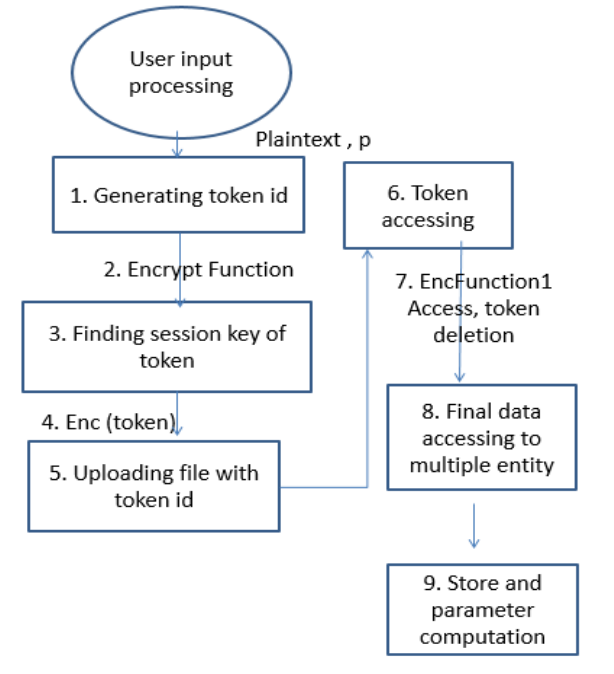 User input
processing
Plaintext , p
1. Generating token id
2. Encrypt Function
3. Finding session key of
token
4. Enc (token)
5. Uploading file with
token id
6. Token
accessing
7. EncFunction1
Access, token
deletion
8. Final data
accessing to
multiple entity
9. Store and
parameter
computation